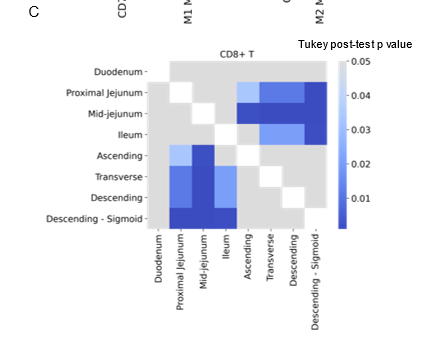 C
M1 M
M2 M
Tukey post-test p value
CD8+ T
Duodenum
Proximal Jejunum
Mid-jejunum
Ileum
Ascending
Transverse
Descending
Descending - Sigmoid
0.05
0.04
0.03
0.02
0.01
Duodenum
Proximal Jejunum
Mid-jejunum
Ileum
Ascending
Transverse
Descending
Descending - Sigmoid